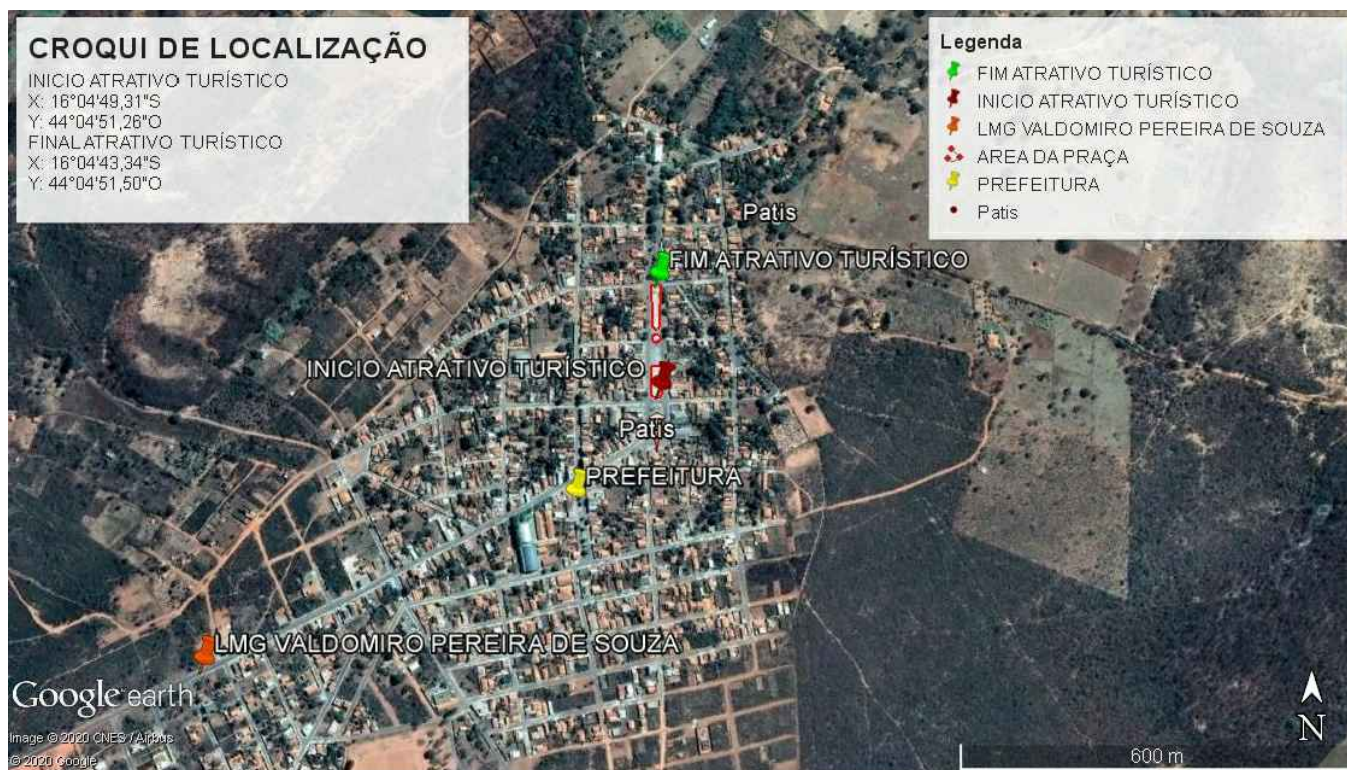 CROQUI DE LOCALIZAÇÃO
INICIO ATRATIVO TURÍSTICO
X: 16°04'49,31"S
Y: 44°04'51,26"O
FINAL ATRATIVO TURÍSTICO
X: 16°04'43,34"S
Y: 44°04'51,50"O
Legenda
FIM ATRATIVO TURÍSTICO
INICIO ATRATIVO TURÍSTICO
LMG VALDOMIRO PEREIRA DE SOUZA
AREA DA PRAÇA
PREFEITURA
Patis
Patis
FIM ATRATIVO TURÍSTICO
INICIO ATRATIVO TURÍSTICO
Patis
PREFEITURA
LMG VALDOMIRO PEREIRA DE SOUZA
Google earth
Image © 2020 CNES / Airbus
© 2020 Google
600 m
N